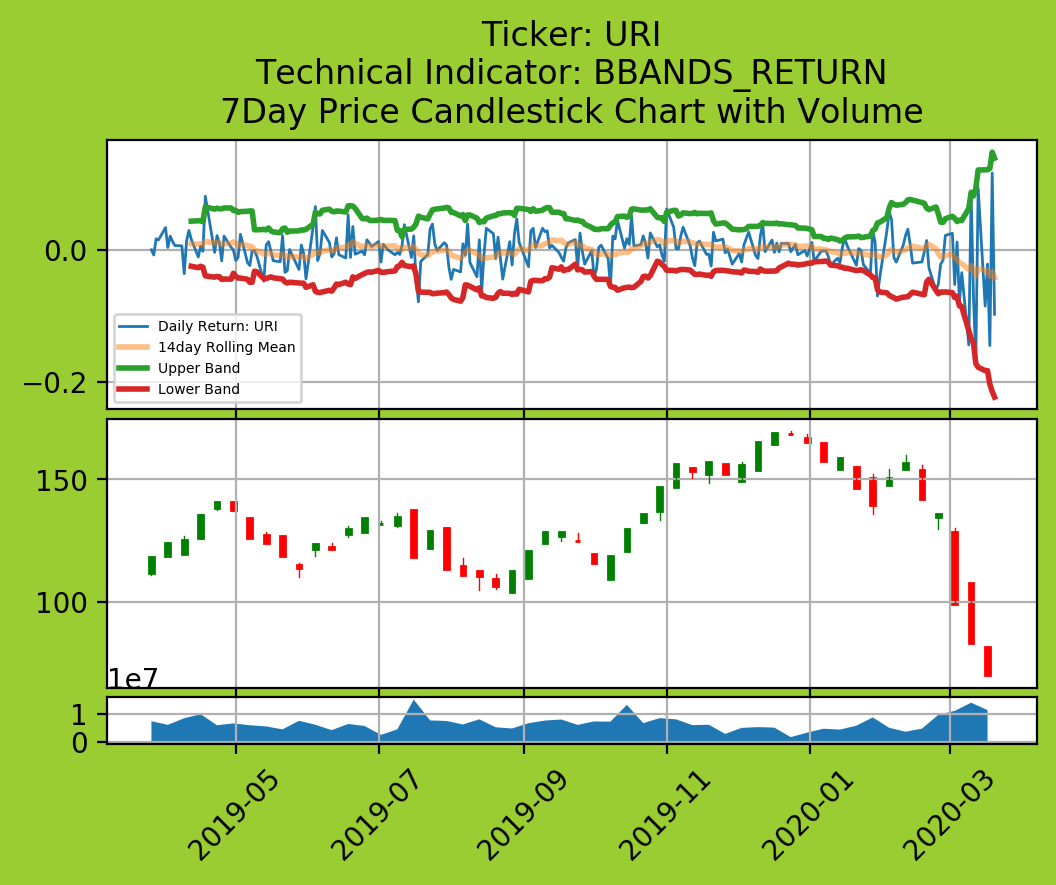 Ticker: URI
Technical Indicator: BBANDS_RETURN
7Day Price Candlestick Chart with Volume
0.0
−0.2
Daily Return: URI
14day Rolling Mean
Upper Band
Lower Band
150
100
1e7
1
0
2019-05
2019-07
2019-09
2019-11
2020-01
2020-03